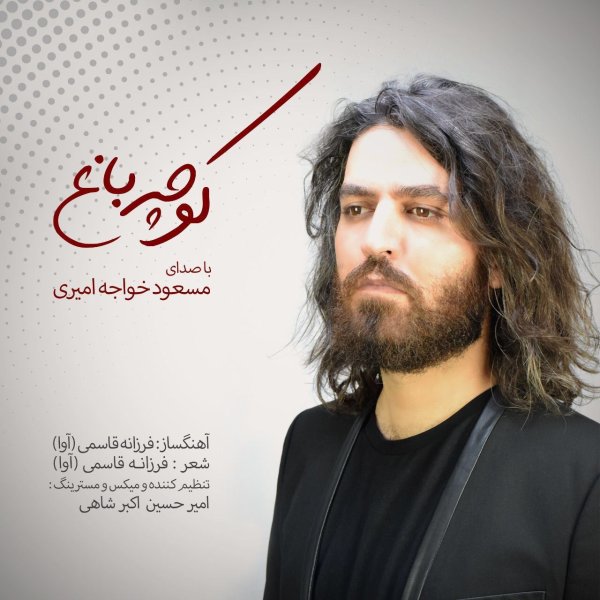 کوچه باغ
با صدای
مسعود خواجه امیری
آهنگساز: فرزانه قاسمی (آوا)
شعر : فرزانه قاسمی (آوا)
تنظیم کننده و میکس و مسترینگ :
امیر حسین اکبر شاهی